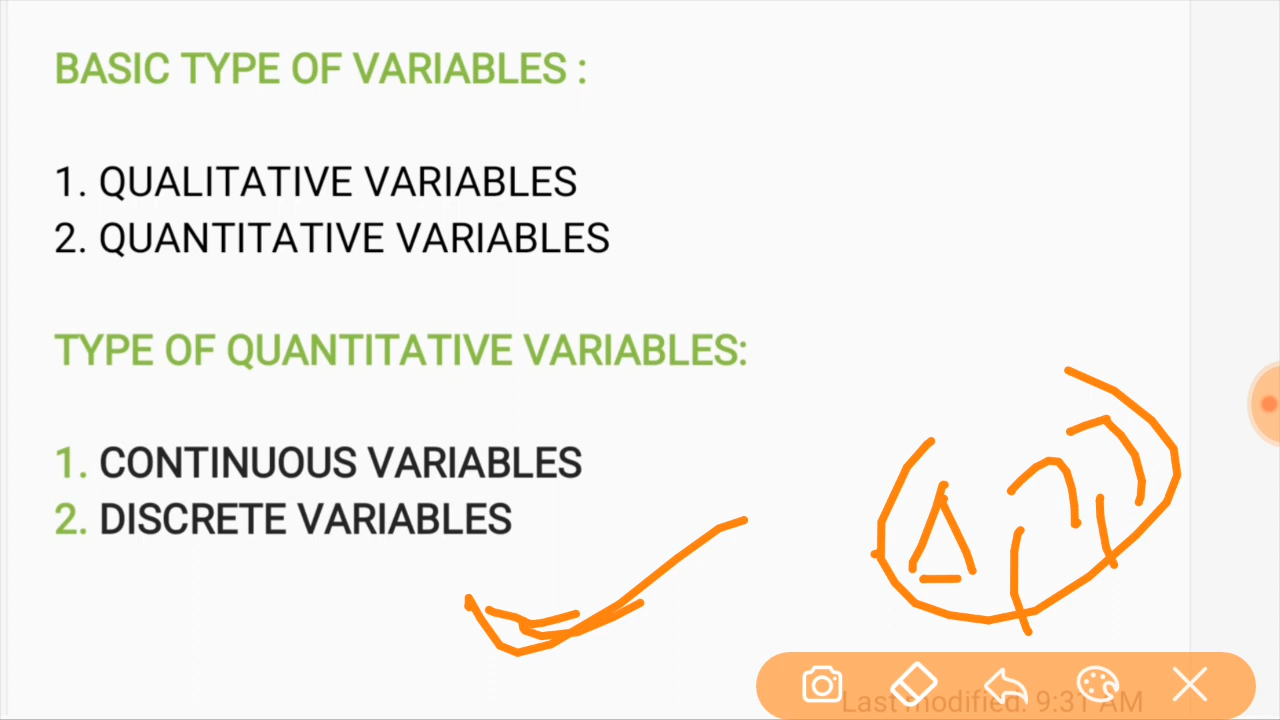 BASIC TYPE OF VARIABLES :
1. QUALITATIVE VARIABLES
2. QUANTITATIVE VARIABLES
TYPE OF QUANTITATIVE VARIABLES:
1. CONTINUOUS VARIABLES
2. DISCRETE VARIABLES
Last modified: 9:31 AM